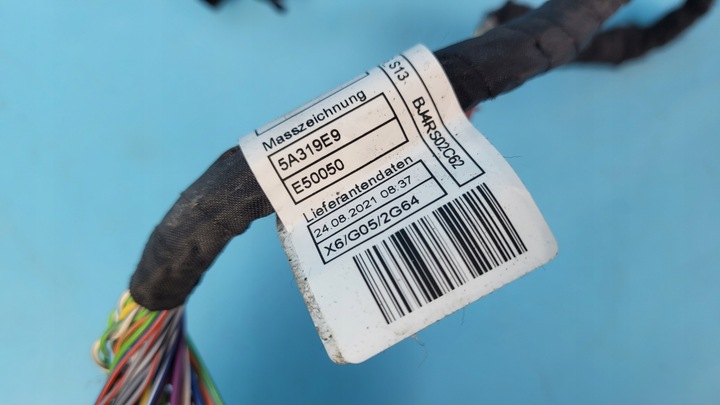 Masszeichnung
5A319E9
E50050
Lieferantendaten
24.08.2021 08:37
X6/G05/2G64
S13
BJ4RS02C62